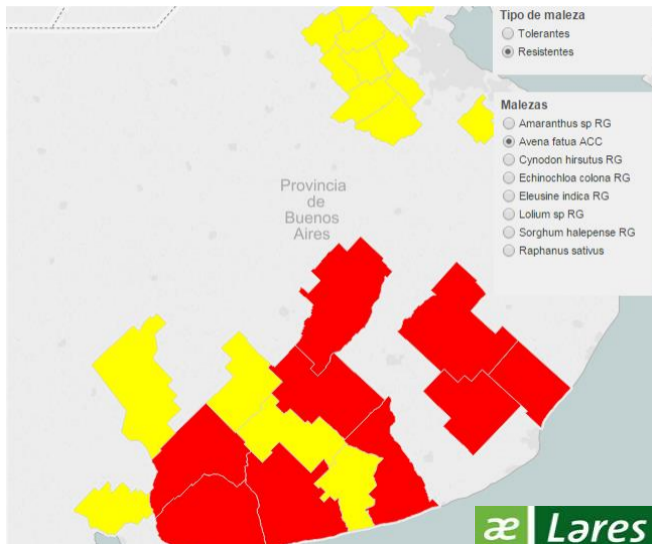 Tipo de maleza
Tolerantes
Resistentes
Malezas
Amaranthus sp RG
Avena fatua ACC
Cynodon hirsutus RG
Echinochloa colona RG
Eleusine indica RG
Lolium sp RG
Sorghum halepense RG
Raphanus sativus
Provincia
de
Buenos
Aires
æ Lares